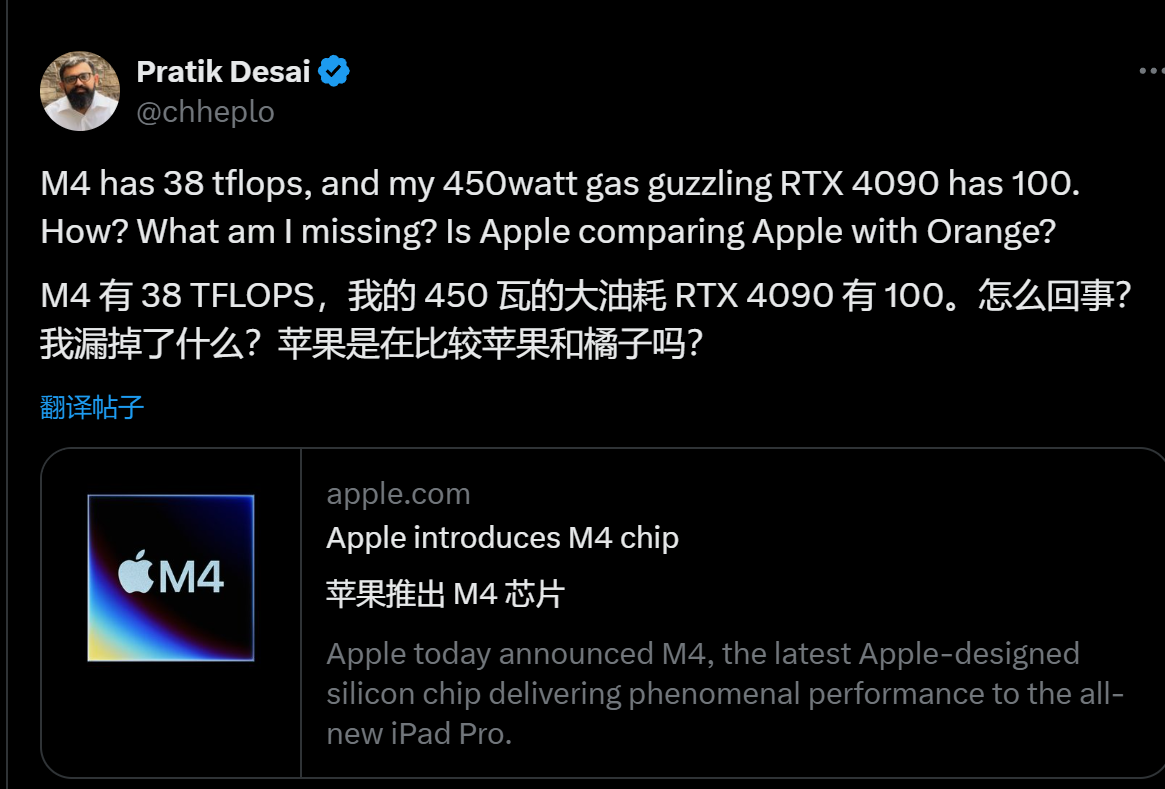 Pratik Desai
@chheplo
M4 has 38 tflops, and my 450watt gas guzzling RTX 4090 has 100.
How? What am I missing? Is Apple comparing Apple with Orange?
M4 有 38 TFLOPS，我的 450 瓦的大油耗 RTX 4090 有 100。怎么回事？
我漏掉了什么？苹果是在比较苹果和橘子吗？
翻译帖子
M4
apple.com
Apple introduces M4 chip
苹果推出 M4 芯片
Apple today announced M4, the latest Apple-designed
silicon chip delivering phenomenal performance to the all-
new iPad Pro.